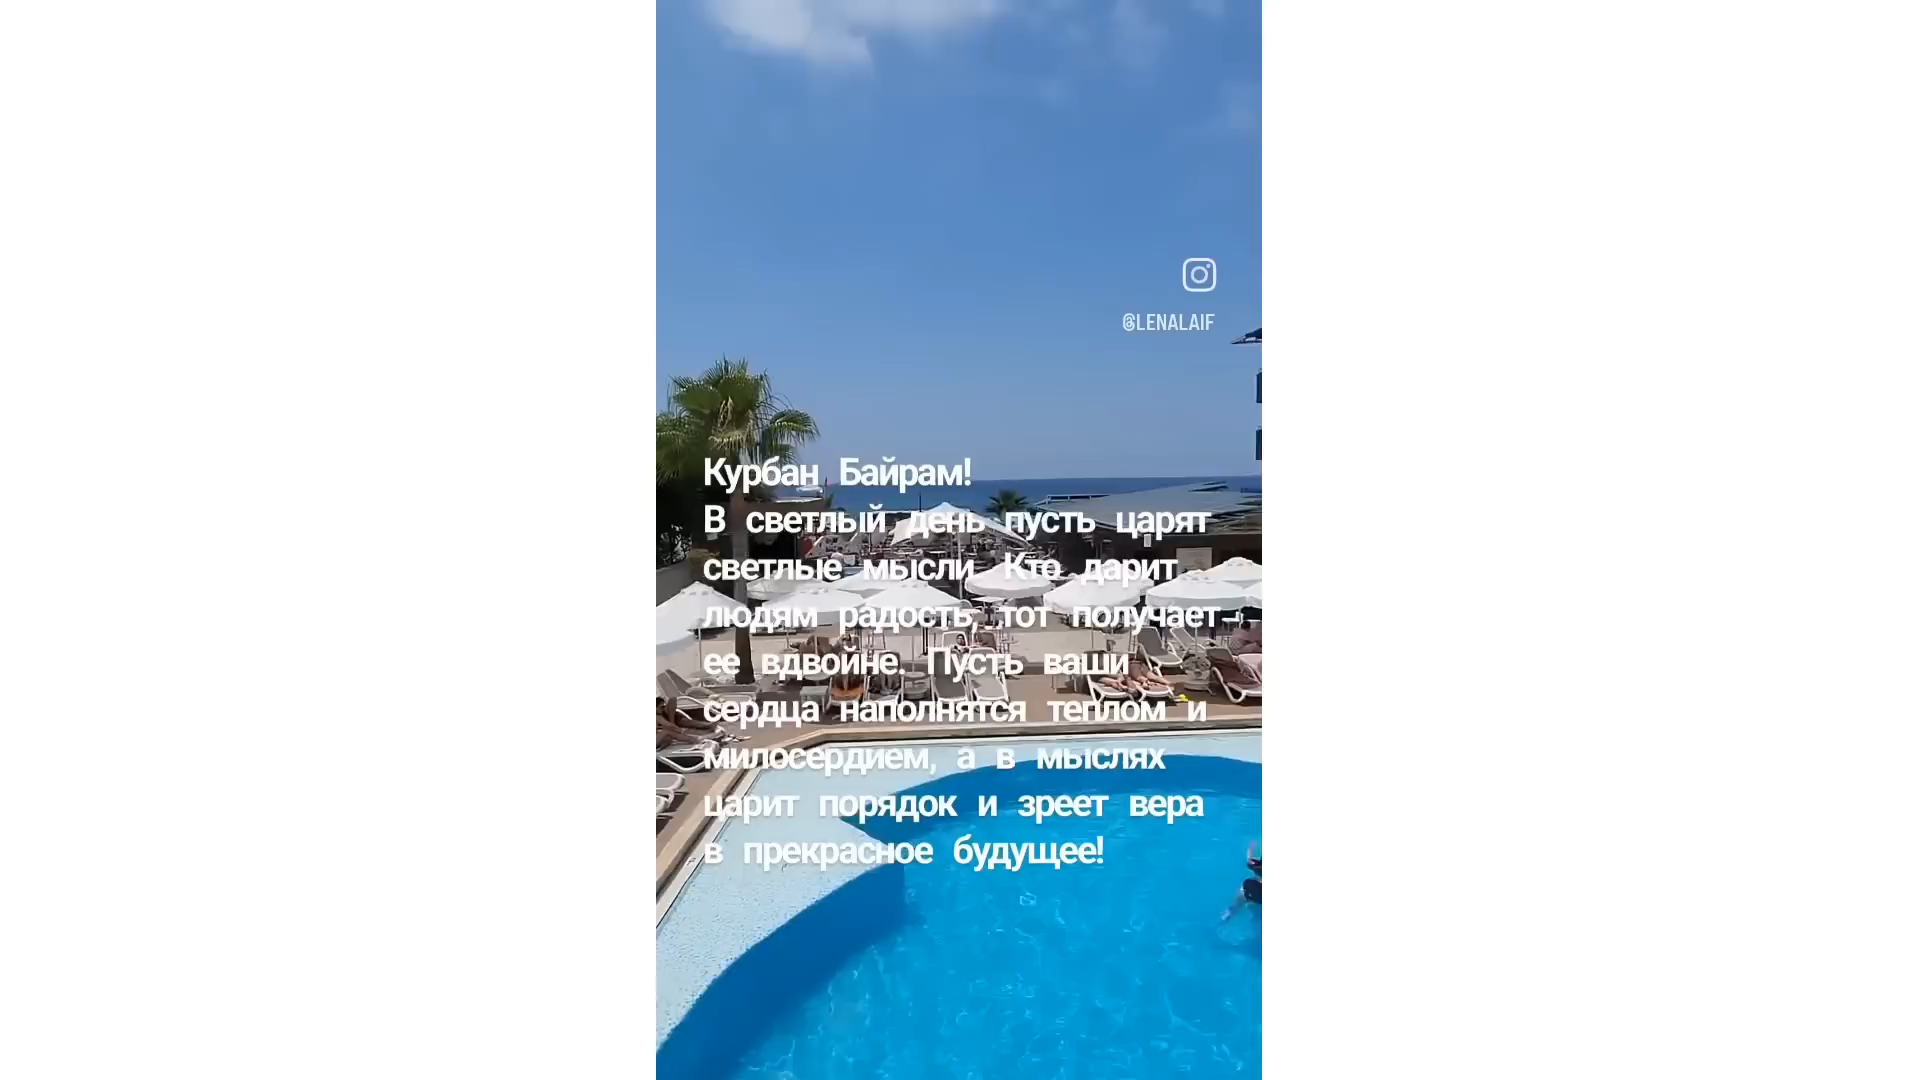 @LENALAIF
Курбан Байрам!
В светлый день пусть царят
светлые мысли. Кто дарит
людям радость, тот получает
ее вдвойне. Пусть ваши
сердца наполнятся теплом и
милосердием, а в мыслях
царит порядок и зреет вера
в прекрасное будущее!